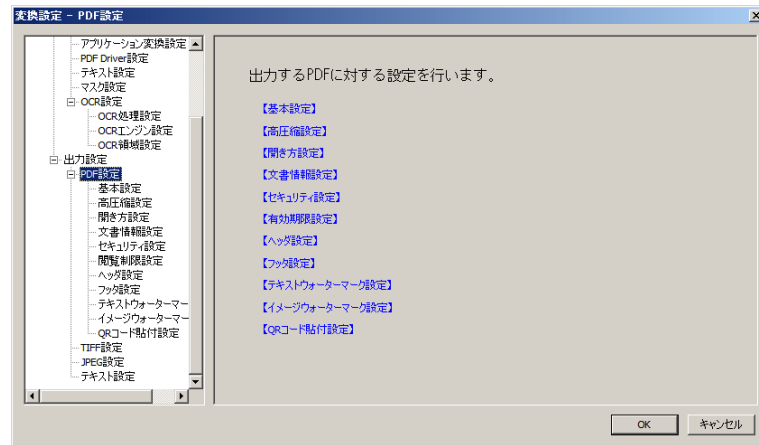 変換設定 - PDF設定
アプリケーション変換設定
PDF Driver設定
テキスト設定
マスク設定
OCR設定
OCR処理設定
OCRエンジン設定
OCR領域設定
出力設定
PDF設定
基本設定
高圧縮設定
開き方設定
文書情報設定
セキュリティ設定
閲覧制限設定
ヘッダ設定
フッタ設定
テキストウォーターマー
イメージウォーターマー
QRコード貼付設定
TIFF設定
JPEG設定
テキスト設定
出力するPDFに対する設定を行います。
【基本設定】
【高圧縮設定】
【開き方設定】
【文書情報設定】
【セキュリティ設定】
【有効期限設定】
【ヘッダ設定】
【フッタ設定】
【テキストウォーターマーク設定】
【イメージウォーターマーク設定】
【QRコード貼付設定】
OK
キャンセル